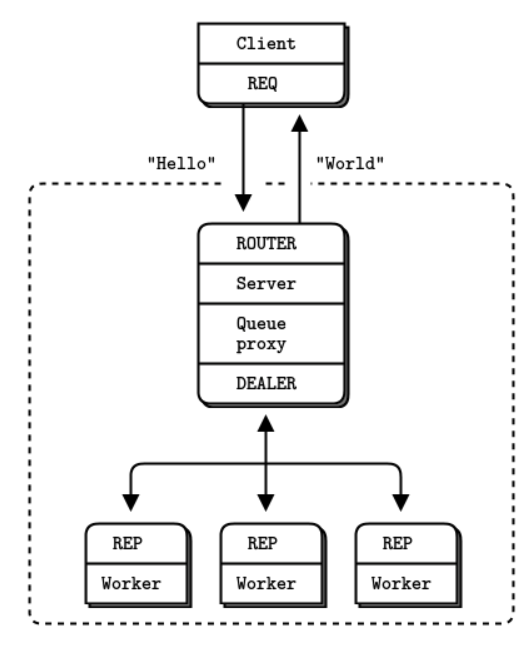 Client
REQ
"Hello"
"World"
ROUTER
Server
Queue
proxy
DEALER
REP
REP
REP
Worker
Worker
Worker